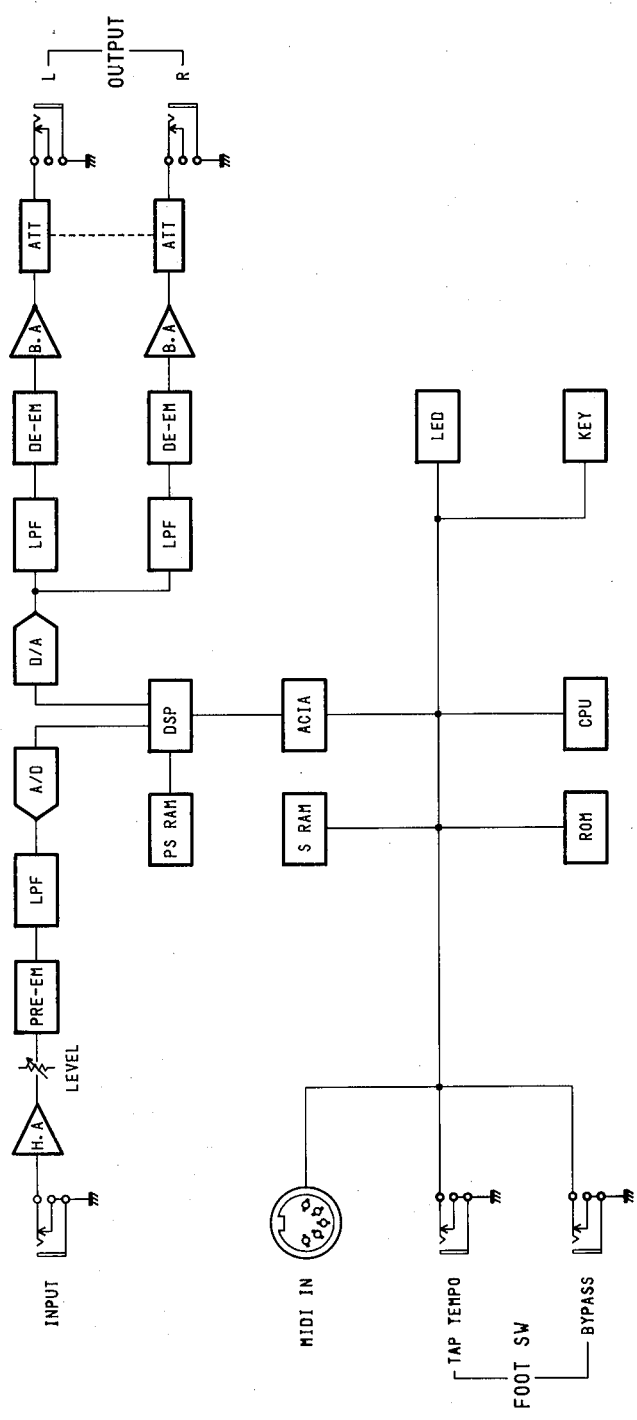 INPUT
H.A
LEVEL
PRE-EM
LPF
A/D
D/A
LPF
DE-EM
B.A
ATT
L
OUTPUT
R
LPF
DE-EM
B.A
ATT
PS RAM
DSP
MIDI IN
S RAM
ACIA
LED
TAP TEMPO
FOOT SW
BYPASS
ROM
CPU
KEY